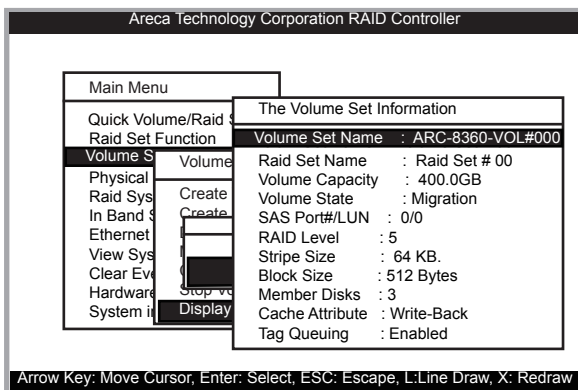 Areca Technology Corporation RAID Controller
Main Menu
Quick Volume/Raid
Raid Set Function
Volume S
Physical
Raid Sys
In Band
Ethernet
View Sys
Clear Eve
Hardware
System i
Volume
Create
Create
Stop Vo
Display
The Volume Set Information
Volume Set Name : ARC-8360-VOL#000
Raid Set Name : Raid Set # 00
Volume Capacity : 400.0GB
Volume State : Migration
SAS Port#/LUN : 0/0
RAID Level : 5
Stripe Size : 64 KB.
Block Size : 512 Bytes
Member Disks : 3
Cache Attribute : Write-Back
Tag Queuing : Enabled
Arrow Key: Move Cursor, Enter: Select, ESC: Escape, L:Line Draw, X: Redraw